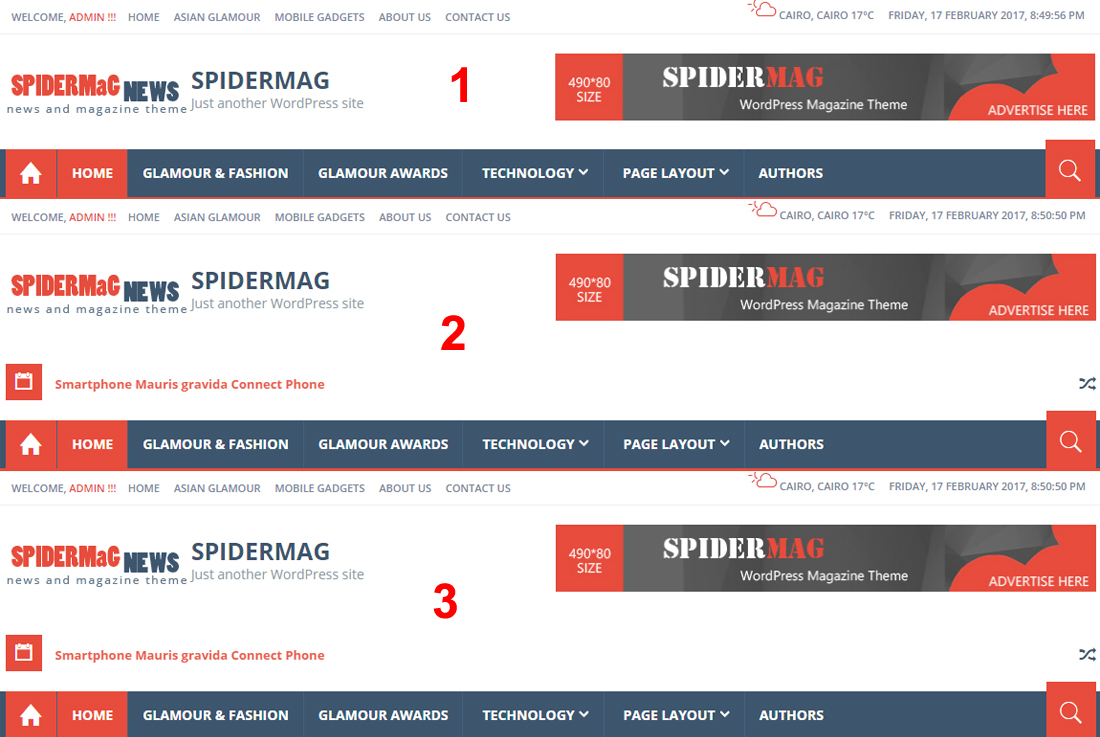 WELCOME, ADMIN !!! HOME ASIAN GLAMOUR MOBILE GADGETS ABOUT US CONTACT US CAIRO, CAIRO 17°C FRIDAY, 17 FEBRUARY 2017, 8:49:56 PM
SPIDERMaG NEWS
news and magazine theme
SPIDERMAG
Just another WordPress site
1
490*80
SIZE
SPIDERMAG
WordPress Magazine Theme
ADVERTISE HERE
HOME GLAMOUR & FASHION GLAMOUR AWARDS TECHNOLOGY PAGE LAYOUT AUTHORS
WELCOME, ADMIN !!! HOME ASIAN GLAMOUR MOBILE GADGETS ABOUT US CONTACT US CAIRO, CAIRO 17°C FRIDAY, 17 FEBRUARY 2017, 8:50:50 PM
SPIDERMaG NEWS
news and magazine theme
SPIDERMAG
Just another WordPress site
2
490*80
SIZE
SPIDERMAG
WordPress Magazine Theme
ADVERTISE HERE
Smartphone Mauris gravida Connect Phone
HOME GLAMOUR & FASHION GLAMOUR AWARDS TECHNOLOGY PAGE LAYOUT AUTHORS
WELCOME, ADMIN !!! HOME ASIAN GLAMOUR MOBILE GADGETS ABOUT US CONTACT US CAIRO, CAIRO 17°C FRIDAY, 17 FEBRUARY 2017, 8:50:50 PM
SPIDERMaG NEWS
news and magazine theme
SPIDERMAG
Just another WordPress site
3
490*80
SIZE
SPIDERMAG
WordPress Magazine Theme
ADVERTISE HERE
Smartphone Mauris gravida Connect Phone
HOME GLAMOUR & FASHION GLAMOUR AWARDS TECHNOLOGY PAGE LAYOUT AUTHORS